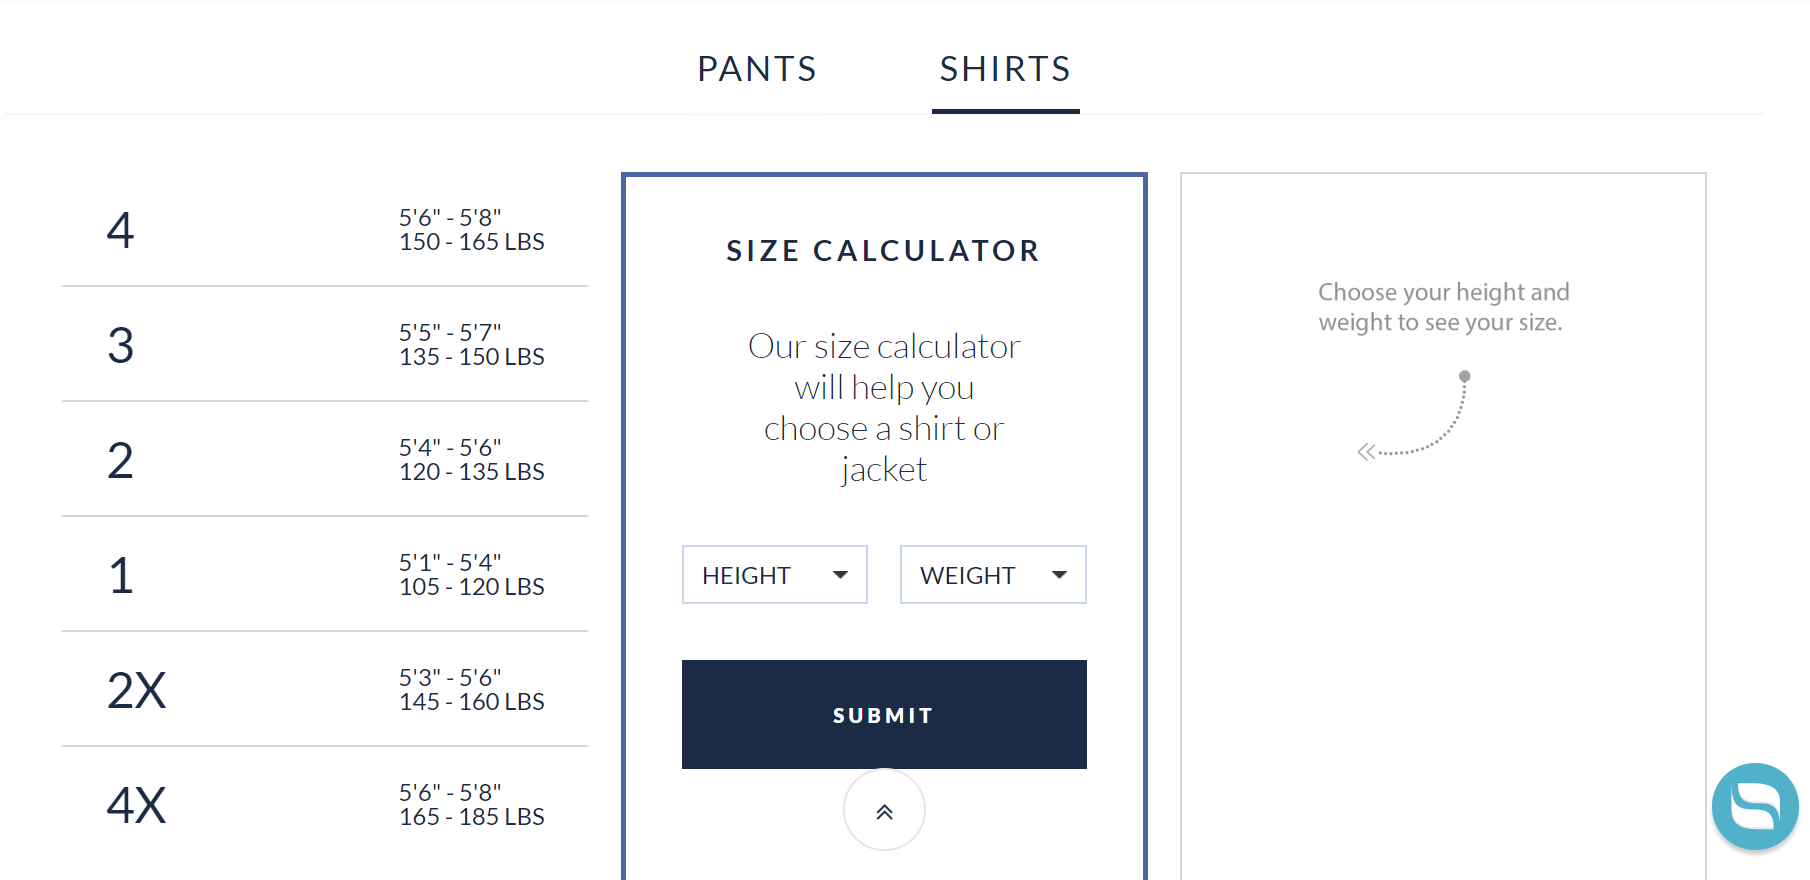 PANTS
SHIRTS
4
5'6" - 5'8"
150 - 165 LBS
3
5'5" - 5'7"
135 - 150 LBS
2
5'4" - 5'6"
120 - 135 LBS
1
5'1" - 5'4"
105 - 120 LBS
2X
5'3" - 5'6"
145 - 160 LBS
4X
5'6" - 5'8"
165 - 185 LBS
SIZE CALCULATOR
Our size calculator
will help you
choose a shirt or
jacket
HEIGHT
WEIGHT
SUBMIT
Choose your height and
weight to see your size.